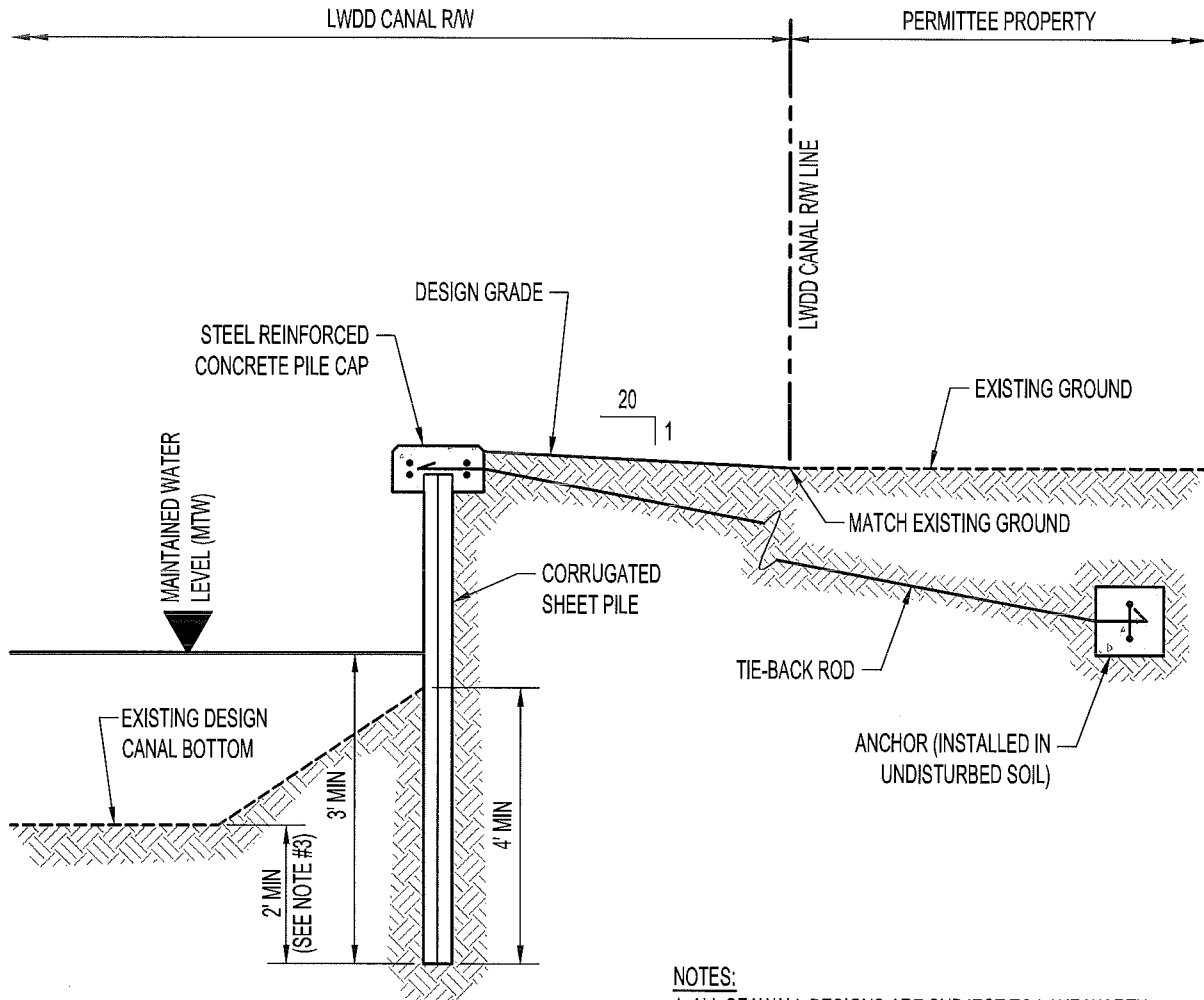 LWDD CANAL R/W
PERMITTEE PROPERTY
LWDD CANAL R/W LINE
DESIGN GRADE
STEEL REINFORCED
CONCRETE PILE CAP
20
1
EXISTING GROUND
MAINTAINED WATER
LEVEL (MTW)
MATCH EXISTING GROUND
CORRUGATED
SHEET PILE
TIE-BACK ROD
EXISTING DESIGN
CANAL BOTTOM
ANCHOR (INSTALLED IN
UNDISTURBED SOIL)
3' MIN
4' MIN
2' MIN
(SEE NOTE #3)
NOTES: